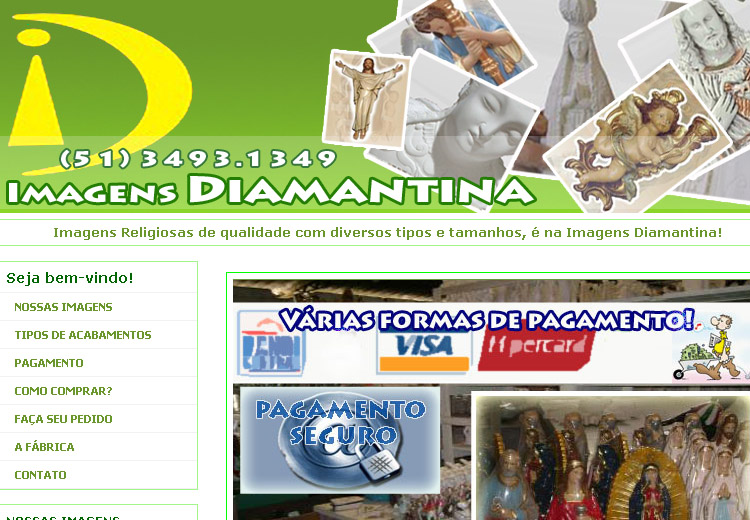 (51) 3493.1349
IMAGENS DIAMANTINA
Imagens Religiosas de qualidade com diversos tipos e tamanhos, é na Imagens Diamantina!
Seja bem-vindo!
NOSSAS IMAGENS
TIPOS DE ACABAMENTOS
PAGAMENTO
COMO COMPRAR?
FAÇA SEU PEDIDO
A FÁBRICA
CONTATO
NOSSAS IMAGENS
VÁRIAS FORMAS DE PAGAMENTO!
VISA
PAGAMENTO
SEGURO